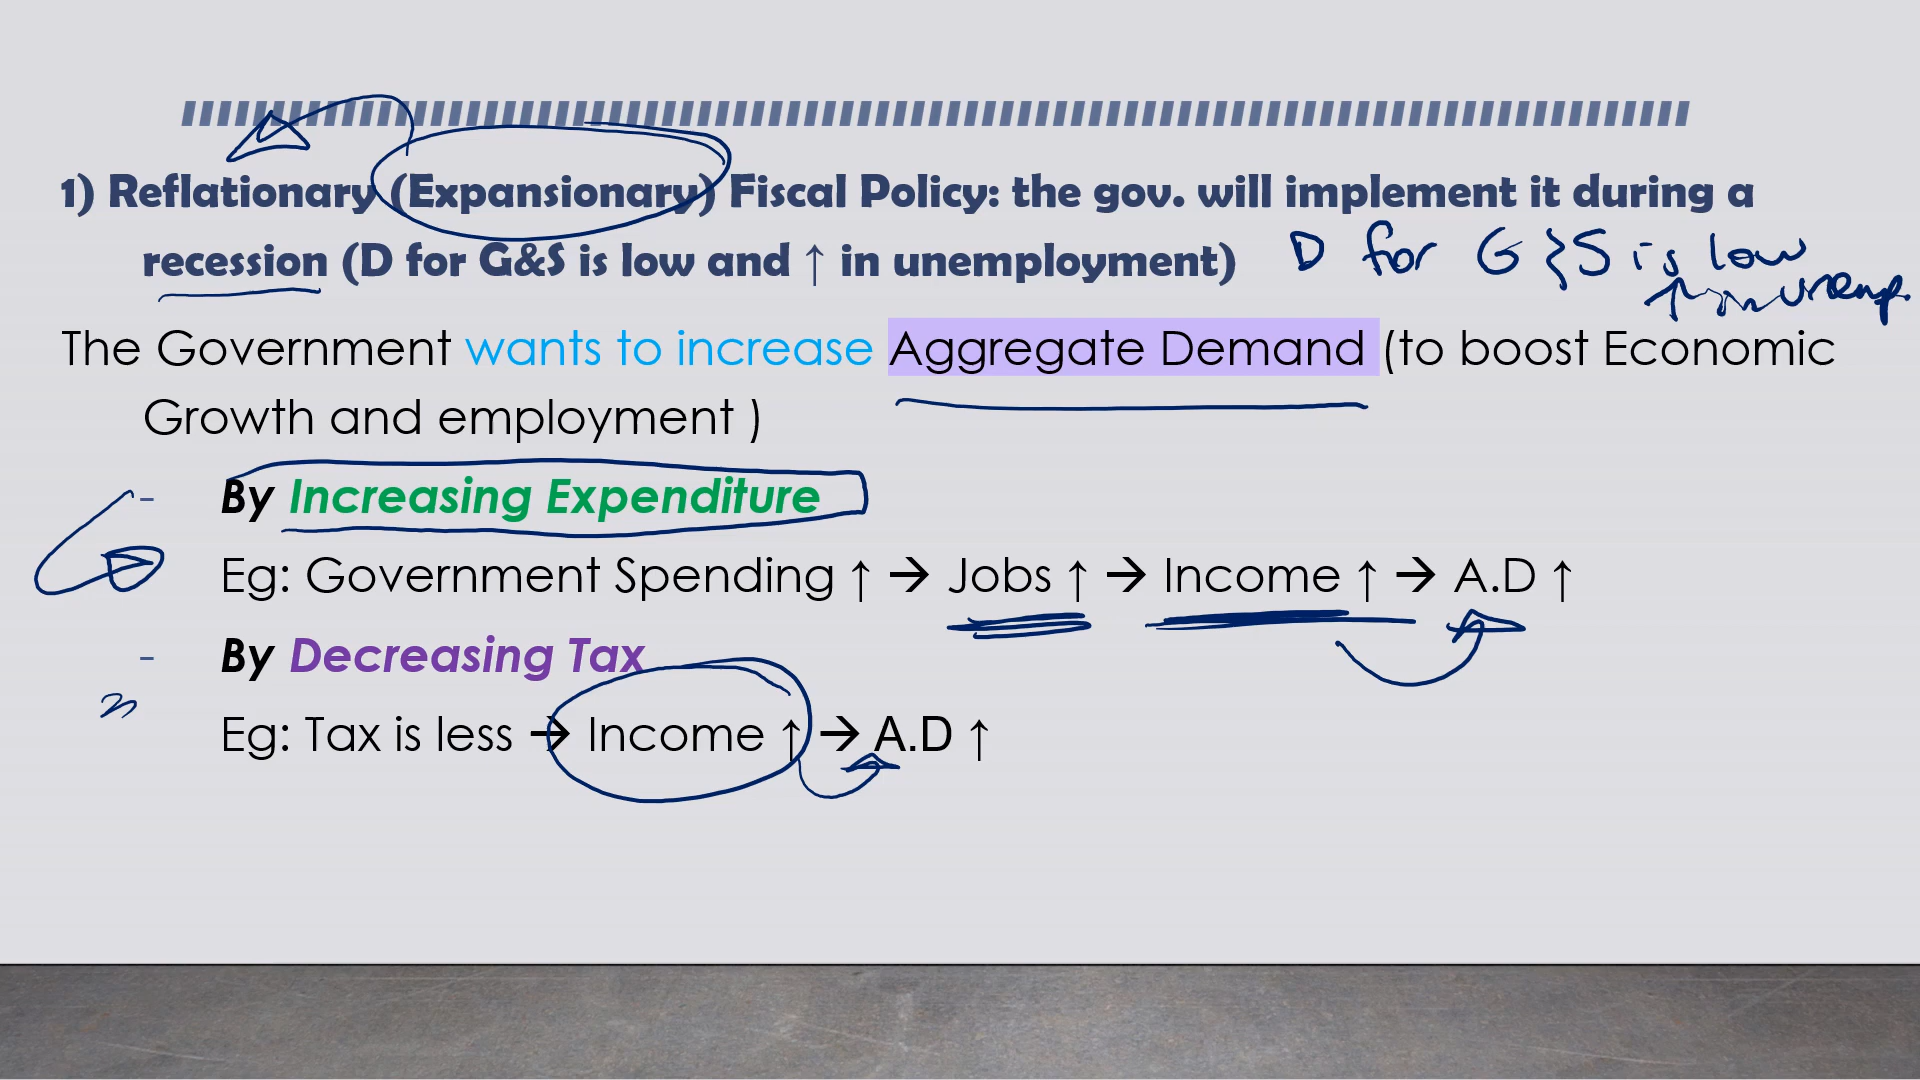 1) Reflationary (Expansionary) Fiscal Policy: the gov. will implement it during a
recession (D for G&S is low and ↑ in unemployment)
D for G & S is low
↑ in unemp.
The Government wants to increase Aggregate Demand (to boost Economic
Growth and employment )
- By Increasing Expenditure
Eg: Government Spending ↑ → Jobs ↑ → Income ↑ → A.D ↑
- By Decreasing Tax
Eg: Tax is less → Income ↑ → A.D ↑